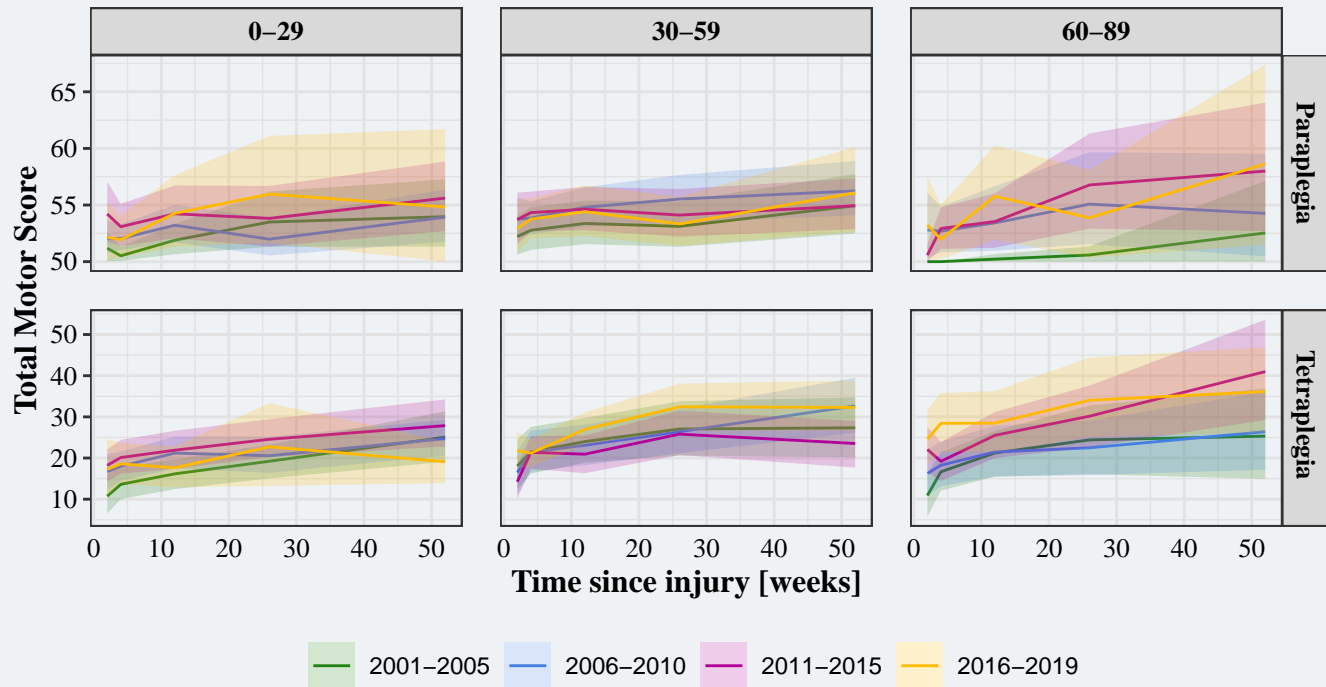 0–29 30–59 60–89
Total Motor Score
65
60
55
50
Paraplegia
50
40
30
20
10
Tetraplegia
0 10 20 30 40 50 0 10 20 30 40 50 0 10 20 30 40 50
Time since injury [weeks]
2001–2005 2006–2010 2011–2015 2016–2019